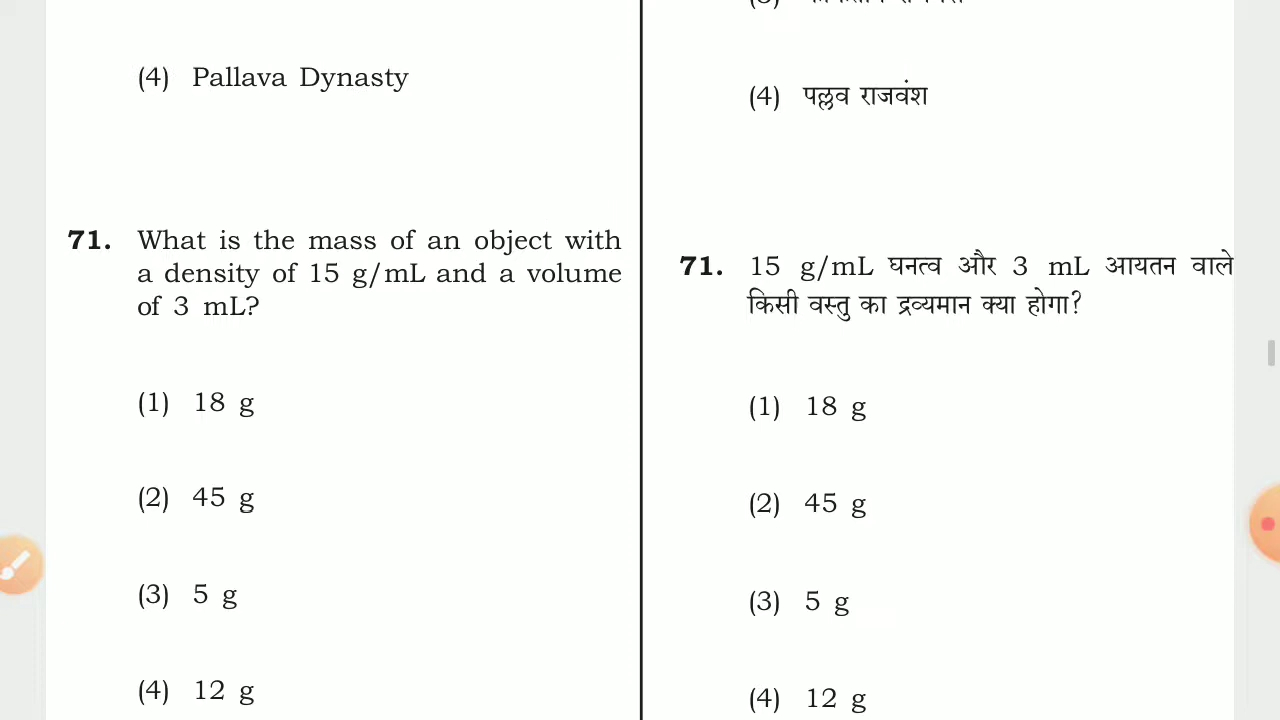 (4) Pallava Dynasty
71. What is the mass of an object with
a density of 15 g/mL and a volume
of 3 mL?
(1) 18 g
(2) 45 g
(3) 5 g
(4) 12 g
(4) पल्लव राजवंश
71. 15 g/mL घनत्व और 3 mL आयतन वाले
किसी वस्तु का द्रव्यमान क्या होगा?
(1) 18 g
(2) 45 g
(3) 5 g
(4) 12 g